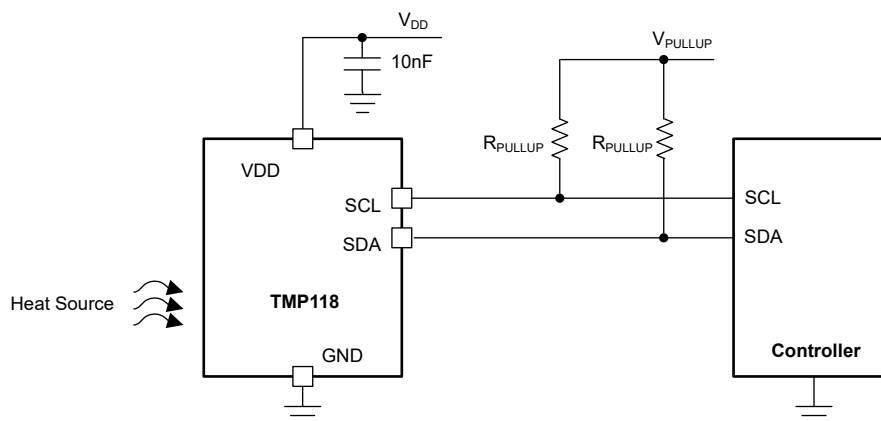 VDD
10nF
VPULLUP
RPULLUP
RPULLUP
VDD
SCL
SDA
SCL
SDA
Heat Source
TMP118
GND
Controller